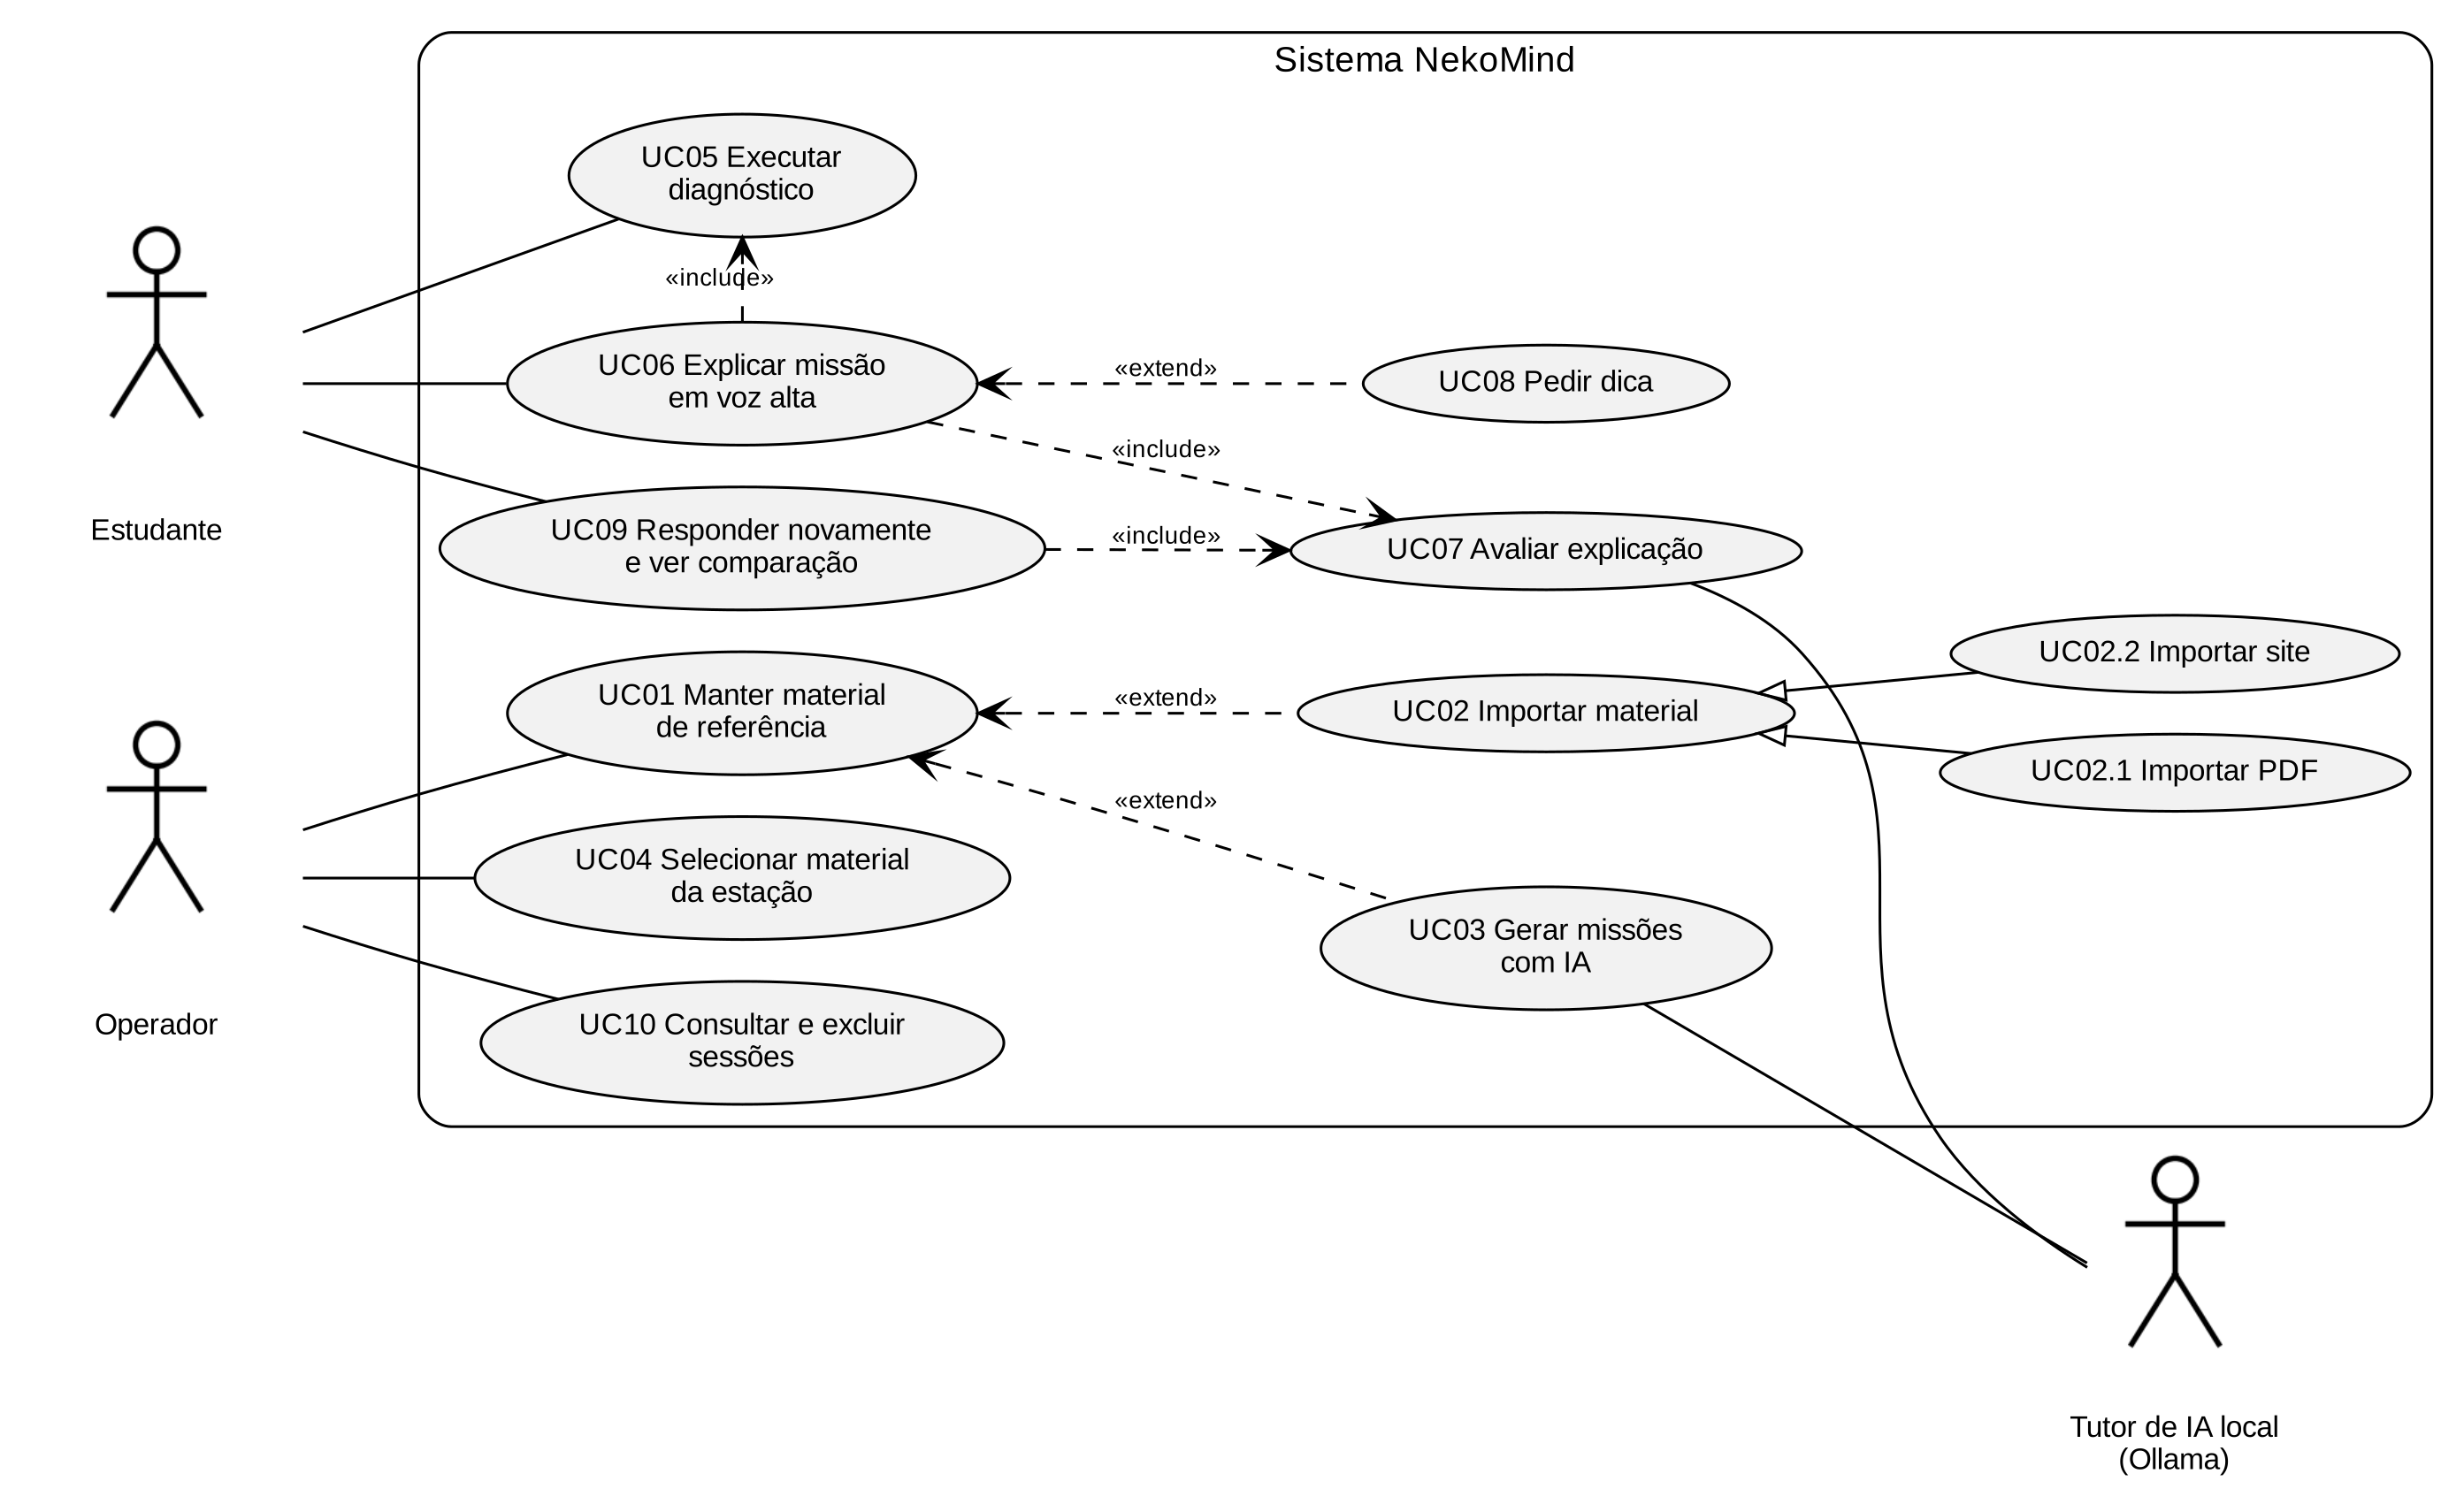 Sistema NekoMind
UC05 Executar
diagnóstico
«include»
UC06 Explicar missão
em voz alta
«extend»
UC08 Pedir dica
«include»
Estudante
UC09 Responder novamente
e ver comparação
«include»
UC07 Avaliar explicação
UC02.2 Importar site
UC01 Manter material
de referência
«extend»
UC02 Importar material
UC02.1 Importar PDF
«extend»
UC04 Selecionar material
da estação
UC03 Gerar missões
com IA
Operador
UC10 Consultar e excluir
sessões
Tutor de IA local
(Ollama)